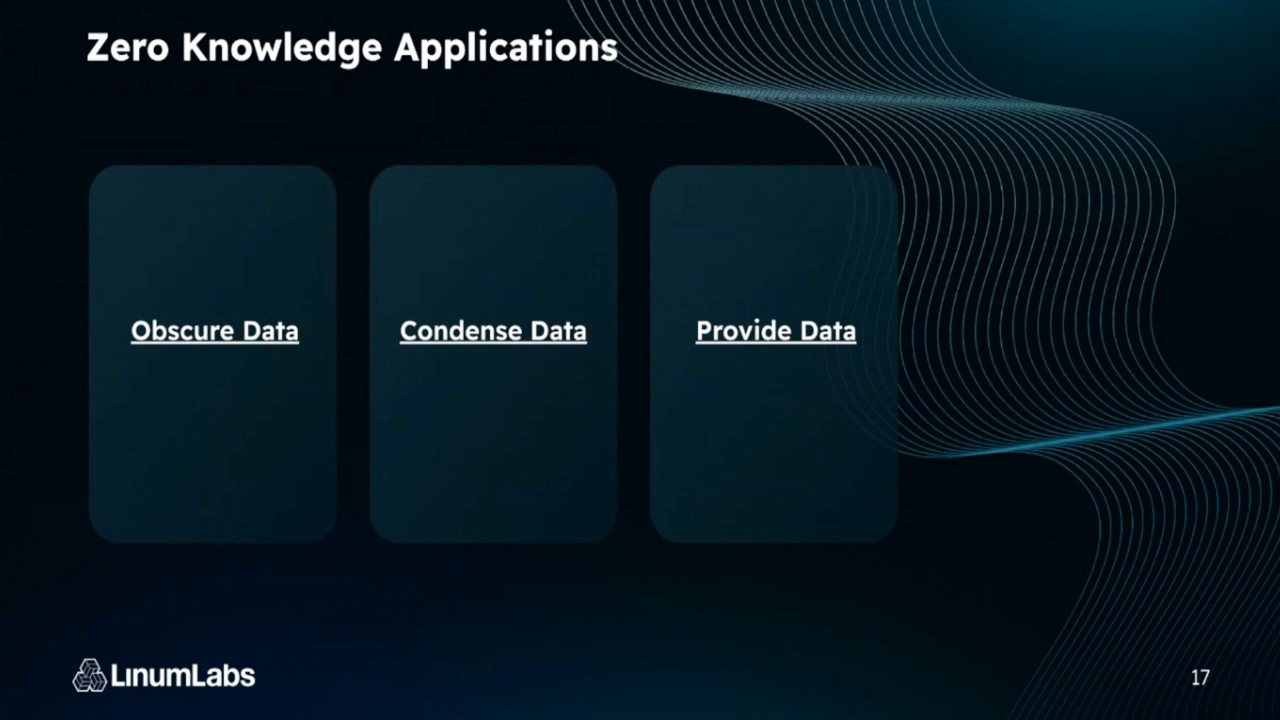 Zero Knowledge Applications
Obscure Data
Condense Data
Provide Data
LinumLabs
17